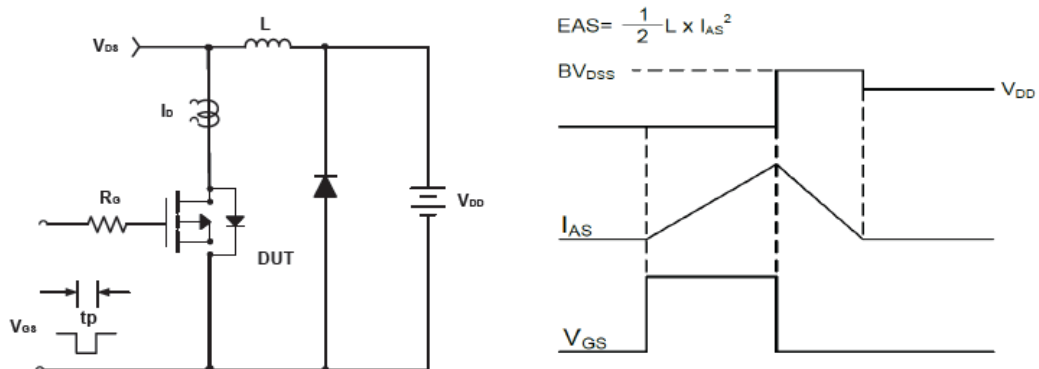 L
VDS
ID
RG
VDD
DUT
tp
VGS
EAS= 1/2 L x IAS²
BVDSS
VDD
IAS
VGS